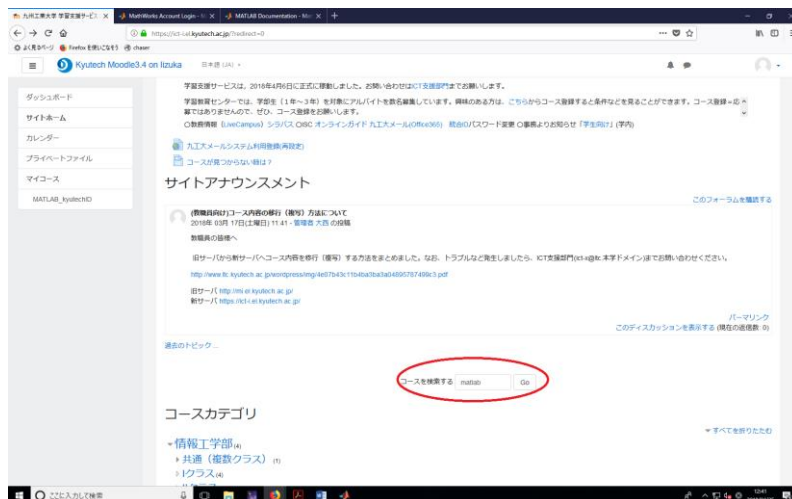 九州工業大学 学習支援サービス
MathWorks Account Login - M
MATLAB Documentation - Mat
https://ict-i.el.kyutech.ac.jp/?redirect=0
よく見るページ Firefox を使いこなそう chaser
Kyutech Moodle3.4 on Iizuka 日本語 (JA)
学習支援サービスは、2018年4月6日に正式に移動しました。お問い合わせはICT支援部門までお願いします。
学習教育センターでは、学部生（1年～3年）を対象にアルバイトを数名募集しています。興味のある方は、こちらからコース登録すると条件などを見ることができます。コース登録=応
募ではありませんので、ぜひ、コース登録をお願いします。
○教務情報 (LiveCampus) シラバス ○ISC オンラインガイド 九工大メール(Office365) 統合IDパスワード変更 ○事務よりお知らせ「学生向け」(学内)
ダッシュボード
サイトホーム
カレンダー
プライベートファイル
マイコース
MATLAB_kyutechID
九工大メールシステム利用登録(再設定)
コースが見つからない時は？
サイトアナウンスメント
このフォーラムを購読する
(教職員向け)コース内容の移行（複写）方法について
2018年 03月 17日(土曜日) 11:41 - 管理者 大西 の投稿
教職員の皆様へ
旧サーバから新サーバへコース内容を移行（複写）する方法をまとめました。なお、トラブルなど発生しましたら、ICT支援部門(ict-x@ltc.本学ドメイン)までお問い合わせください。
旧サーバ http://mi.el.kyutech.ac.jp/
新サーバ https://ict-i.el.kyutech.ac.jp/
パーマリンク
このディスカッションを表示する (現在の返信数: 0)
過去のトピック ...
コースを検索する matlab Go
コースカテゴリ
すべてを折りたたむ
情報工学部 (4)
共通（複数クラス） (1)
Iクラス (4)
ここに入力して検索
12:41